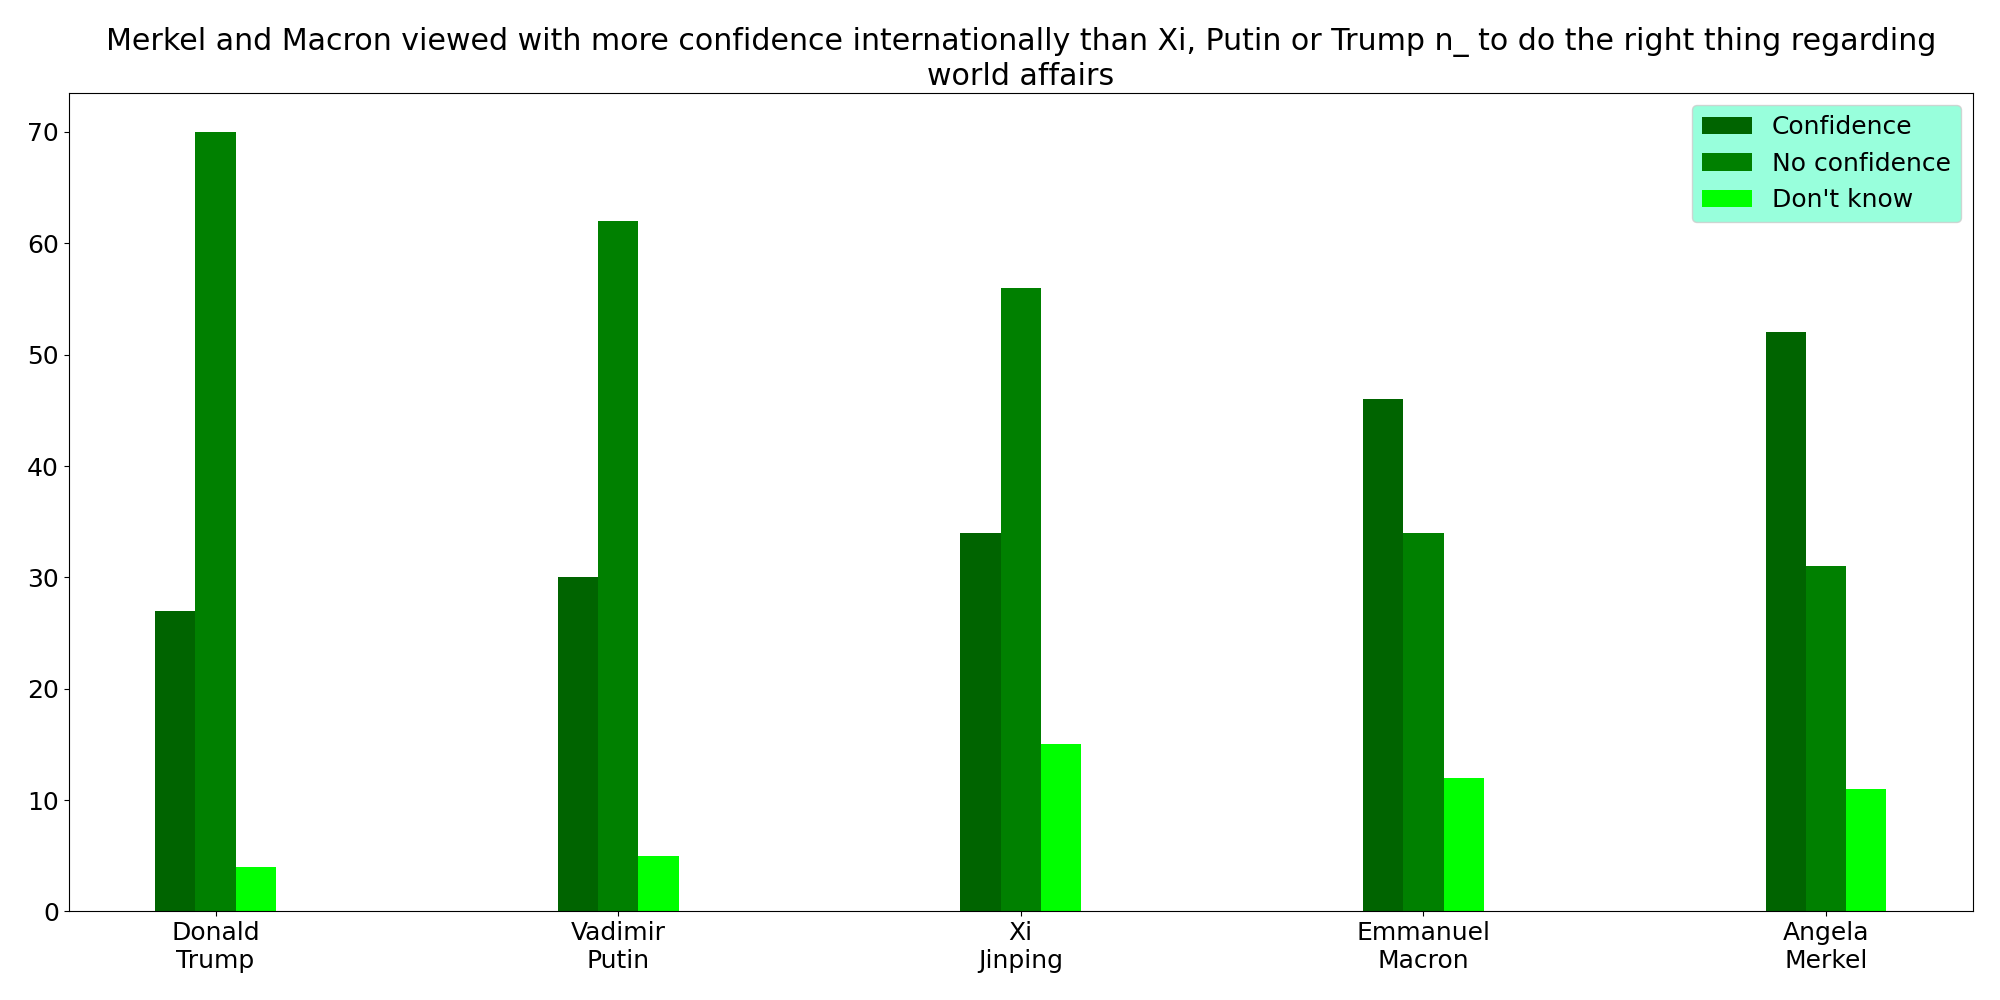 Merkel and Macron viewed with more confidence internationally than Xi, Putin or Trump n_ to do the right thing regarding
world affairs
Confidence
No confidence
Don't know
70
60
50
40
30
20
10
0
Donald
Trump
Vadimir
Putin
Xi
Jinping
Emmanuel
Macron
Angela
Merkel